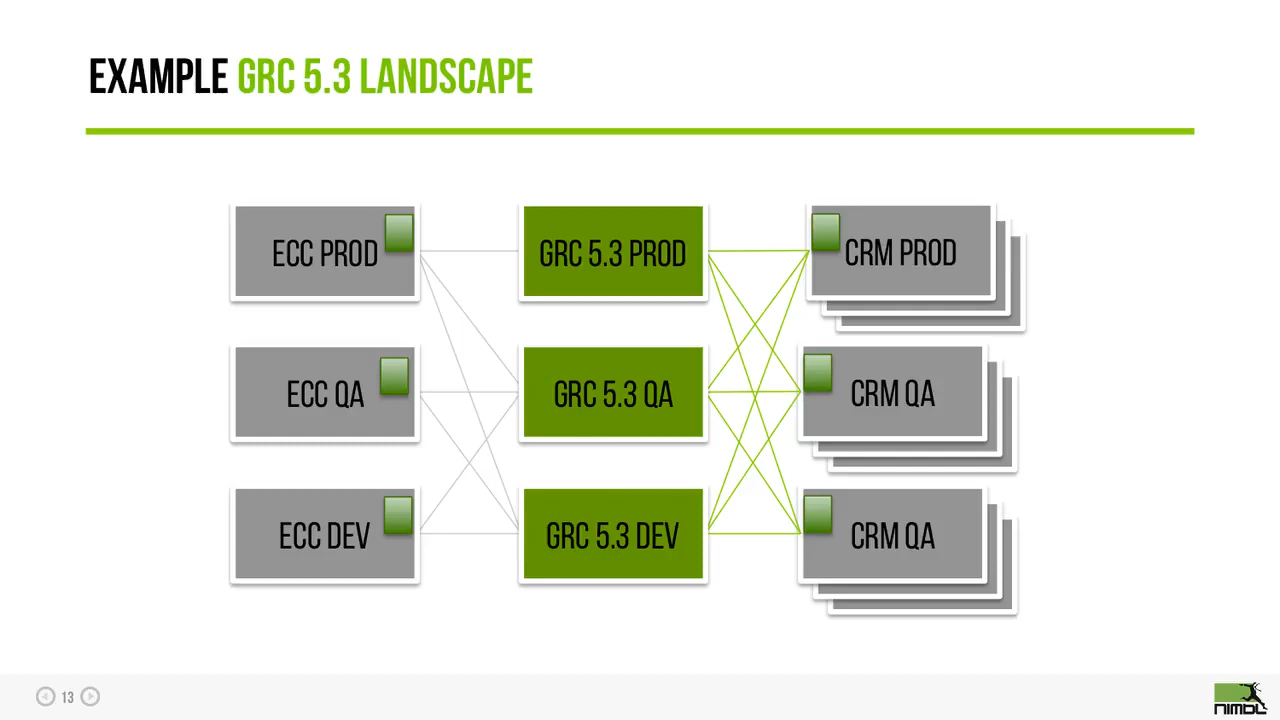 EXAMPLE GRC 5.3 LANDSCAPE
ECC PROD
GRC 5.3 PROD
CRM PROD
ECC QA
GRC 5.3 QA
CRM QA
ECC DEV
GRC 5.3 DEV
CRM QA
13
NIMBL